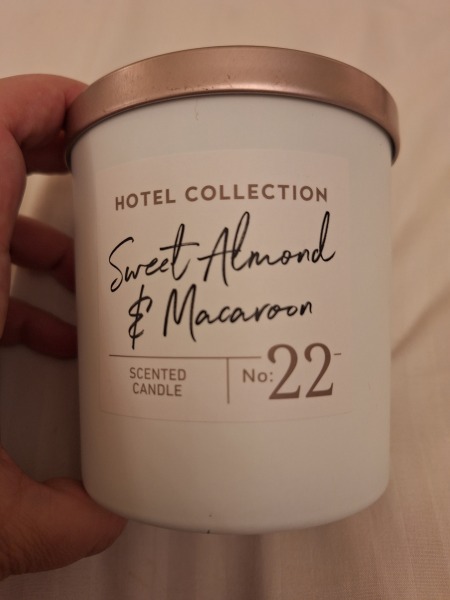 HOTEL COLLECTION
Sweet Almond
& Macaroon
SCENTED
CANDLE
No: 22